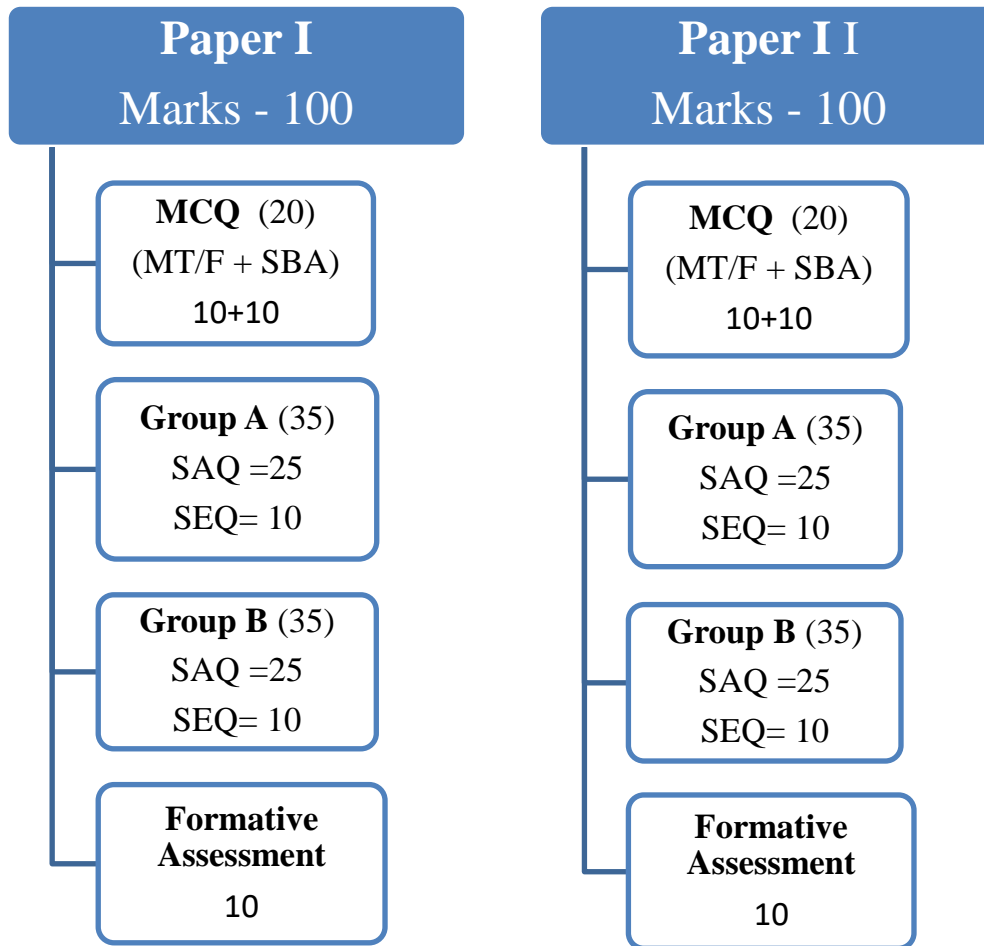 Paper I
Marks - 100
MCQ (20)
(MT/F + SBA)
10+10
Group A (35)
SAQ =25
SEQ= 10
Group B (35)
SAQ =25
SEQ= 10
Formative
Assessment
10
Paper I I
Marks - 100
MCQ (20)
(MT/F + SBA)
10+10
Group A (35)
SAQ =25
SEQ= 10
Group B (35)
SAQ =25
SEQ= 10
Formative
Assessment
10